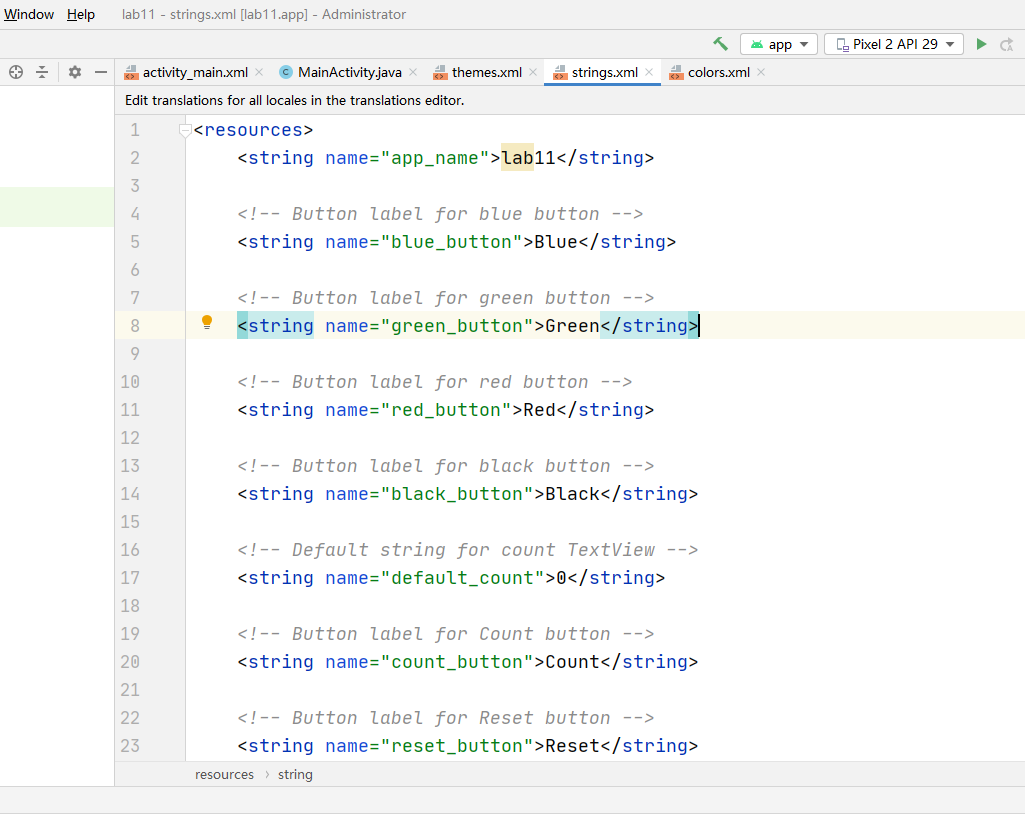 Window Help lab11 - strings.xml [lab11.app] - Administrator
app Pixel 2 API 29
activity_main.xml MainActivity.java themes.xml strings.xml colors.xml
Edit translations for all locales in the translations editor.
1 <resources>
2 <string name="app_name">lab11</string>
3
4 <!-- Button label for blue button -->
5 <string name="blue_button">Blue</string>
6
7 <!-- Button label for green button -->
8 <string name="green_button">Green</string>
9
10 <!-- Button label for red button -->
11 <string name="red_button">Red</string>
12
13 <!-- Button label for black button -->
14 <string name="black_button">Black</string>
15
16 <!-- Default string for count TextView -->
17 <string name="default_count">0</string>
18
19 <!-- Button label for Count button -->
20 <string name="count_button">Count</string>
21
22 <!-- Button label for Reset button -->
23 <string name="reset_button">Reset</string>
resources › string